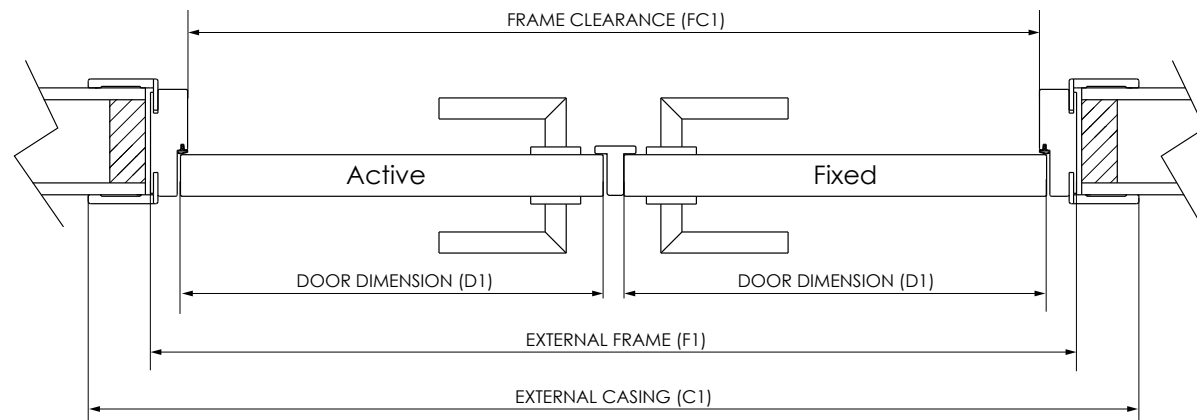 FRAME CLEARANCE (FC1)
Active
Fixed
DOOR DIMENSION (D1)
DOOR DIMENSION (D1)
EXTERNAL FRAME (F1)
EXTERNAL CASING (C1)